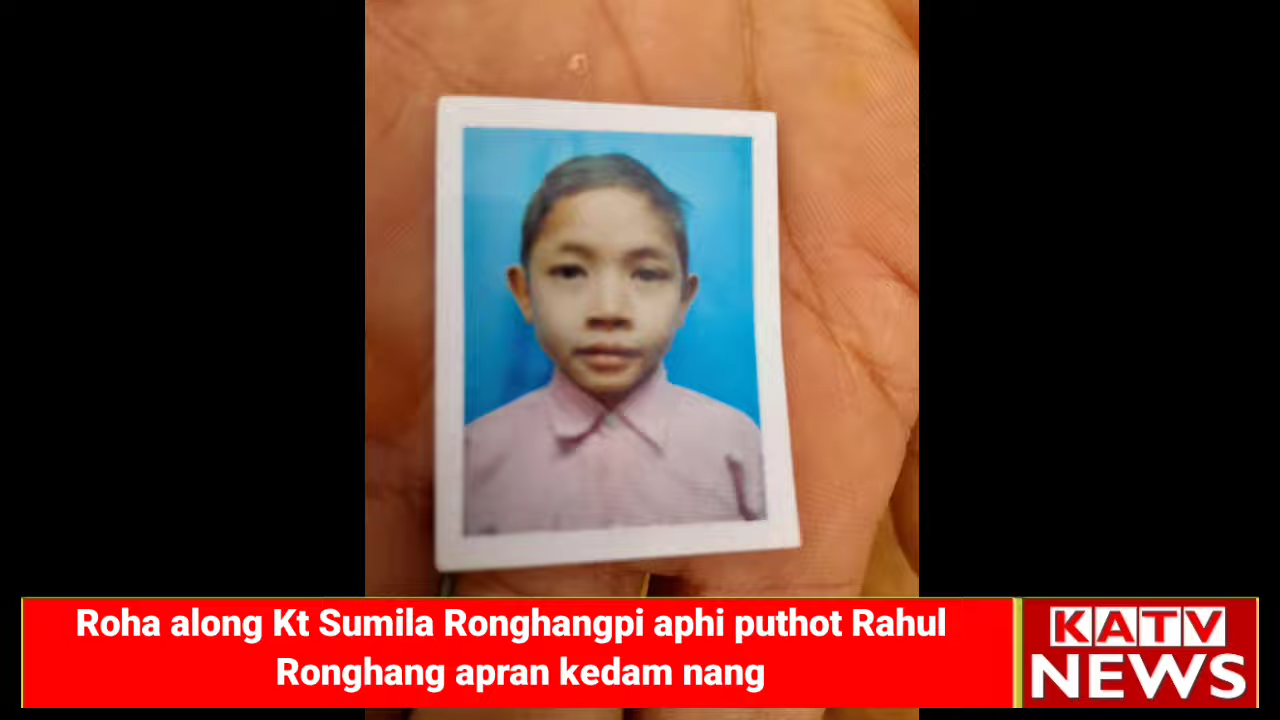 Roha along Kt Sumila Ronghangpi aphi puthot Rahul
Ronghang apran kedam nang
KATV
NEWS